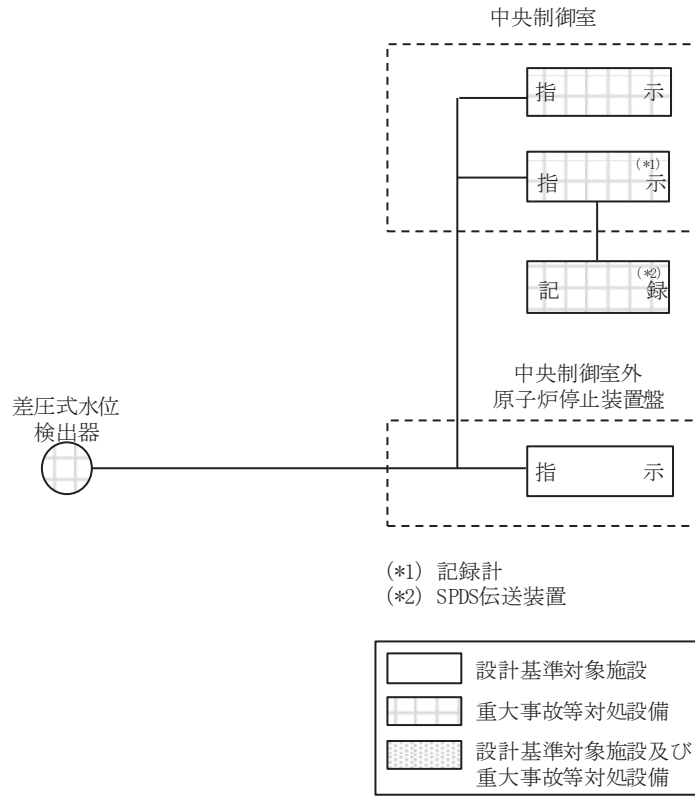 中央制御室
指 示
(*1)
指 示
(*2)
記 録
中央制御室外
原子炉停止装置盤
差圧式水位
検出器
指 示
(*1) 記録計
(*2) SPDS伝送装置
設計基準対象施設
重大事故等対処設備
設計基準対象施設及び
重大事故等対処設備